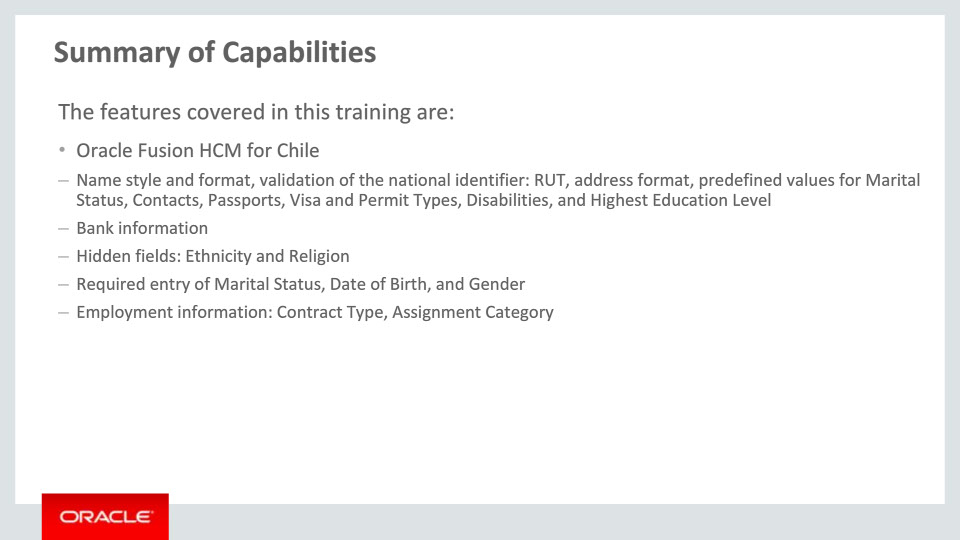 Summary of Capabilities
The features covered in this training are:
• Oracle Fusion HCM for Chile
– Name style and format, validation of the national identifier: RUT, address format, predefined values for Marital
Status, Contacts, Passports, Visa and Permit Types, Disabilities, and Highest Education Level
– Bank information
– Hidden fields: Ethnicity and Religion
– Required entry of Marital Status, Date of Birth, and Gender
– Employment information: Contract Type, Assignment Category
ORACLE